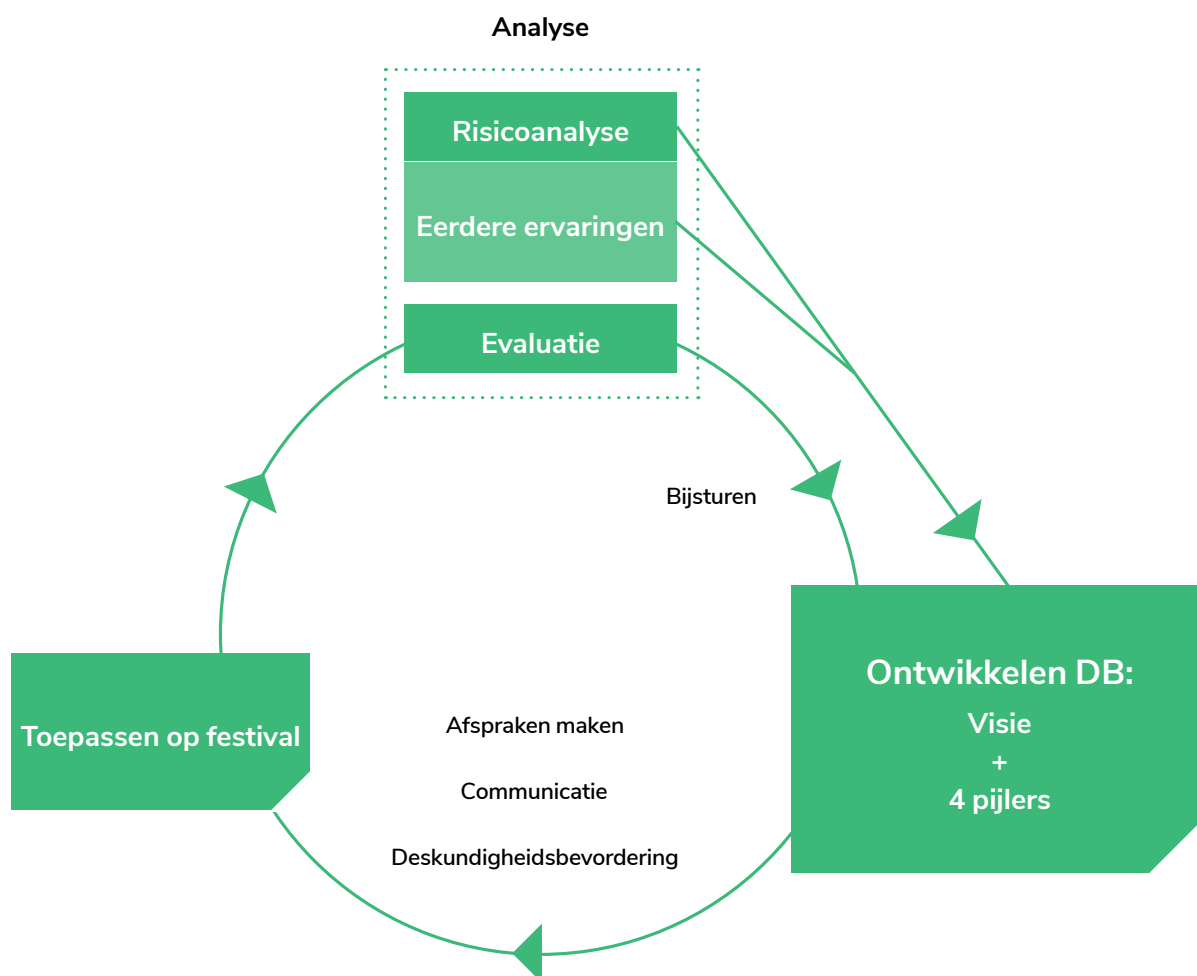 Analyse
Risicoanalyse
Eerdere ervaringen
Evaluatie
Bijsturen
Ontwikkelen DB:
Visie
+
4 pijlers
Toepassen op festival
Afspraken maken
Communicatie
Deskundigheidsbevordering